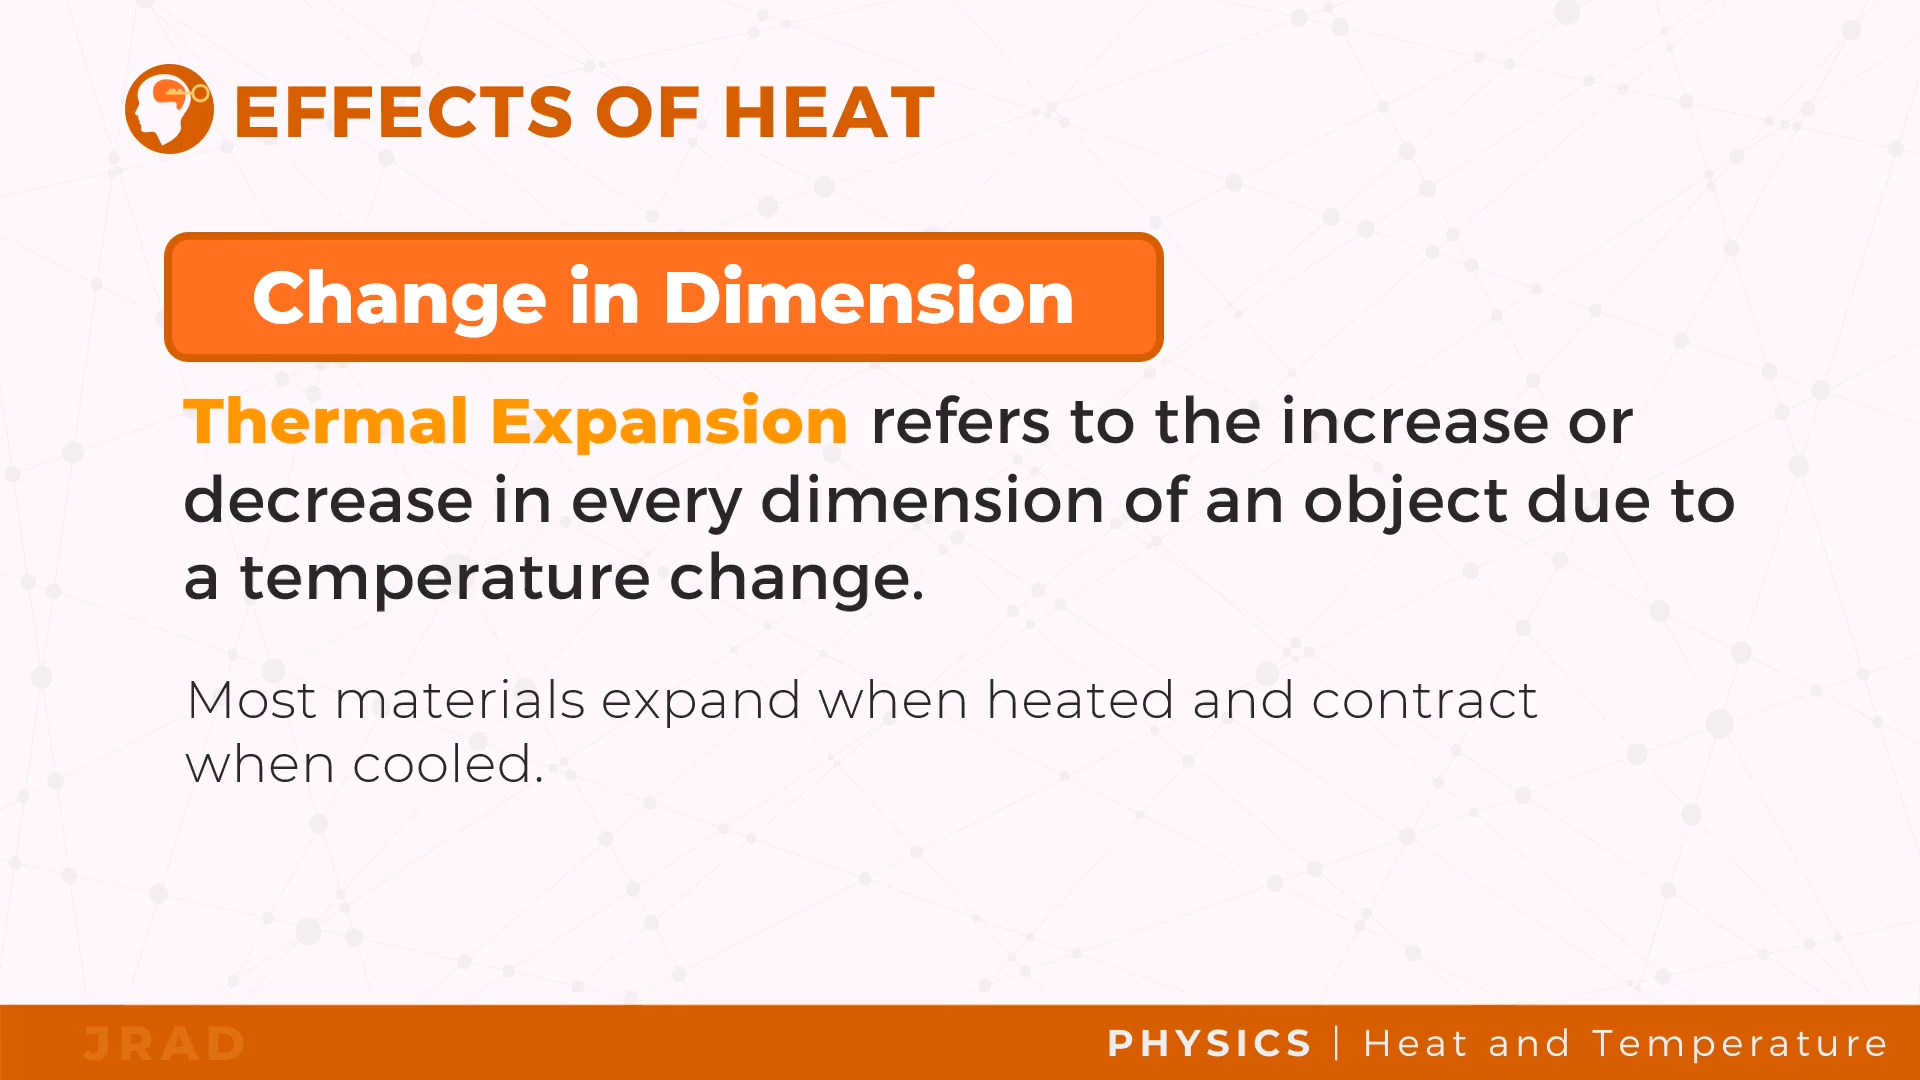 EFFECTS OF HEAT
Change in Dimension
Thermal Expansion refers to the increase or
decrease in every dimension of an object due to
a temperature change.
Most materials expand when heated and contract
when cooled.
JRAD
PHYSICS | Heat and Temperature